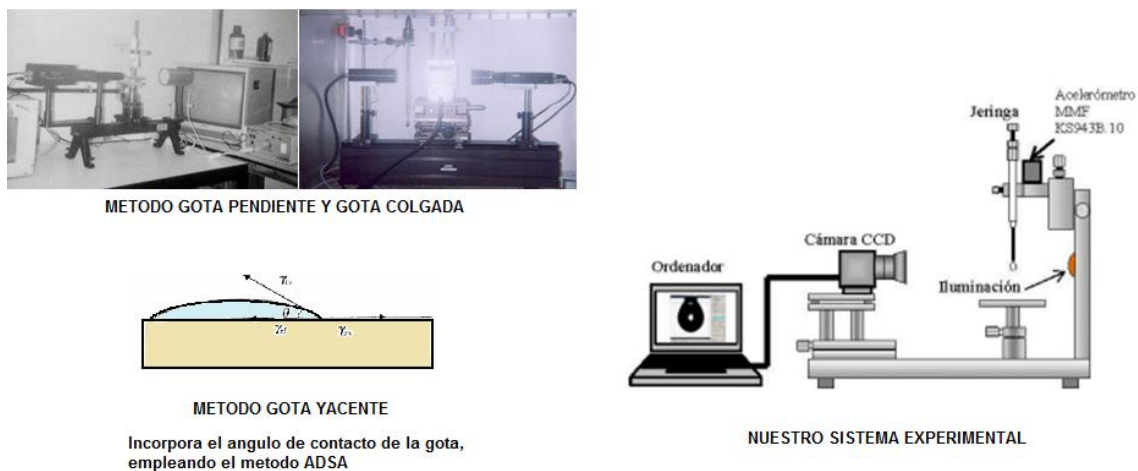 METODO GOTA PENDIENTE Y GOTA COLGADA
θ
METODO GOTA YACENTE
Incorpora el angulo de contacto de la gota,
empleando el metodo ADSA
Acelerómetro
MMF
KS943B.10
Jeringa
Cámara CCD
Ordenador
Iluminación
NUESTRO SISTEMA EXPERIMENTAL